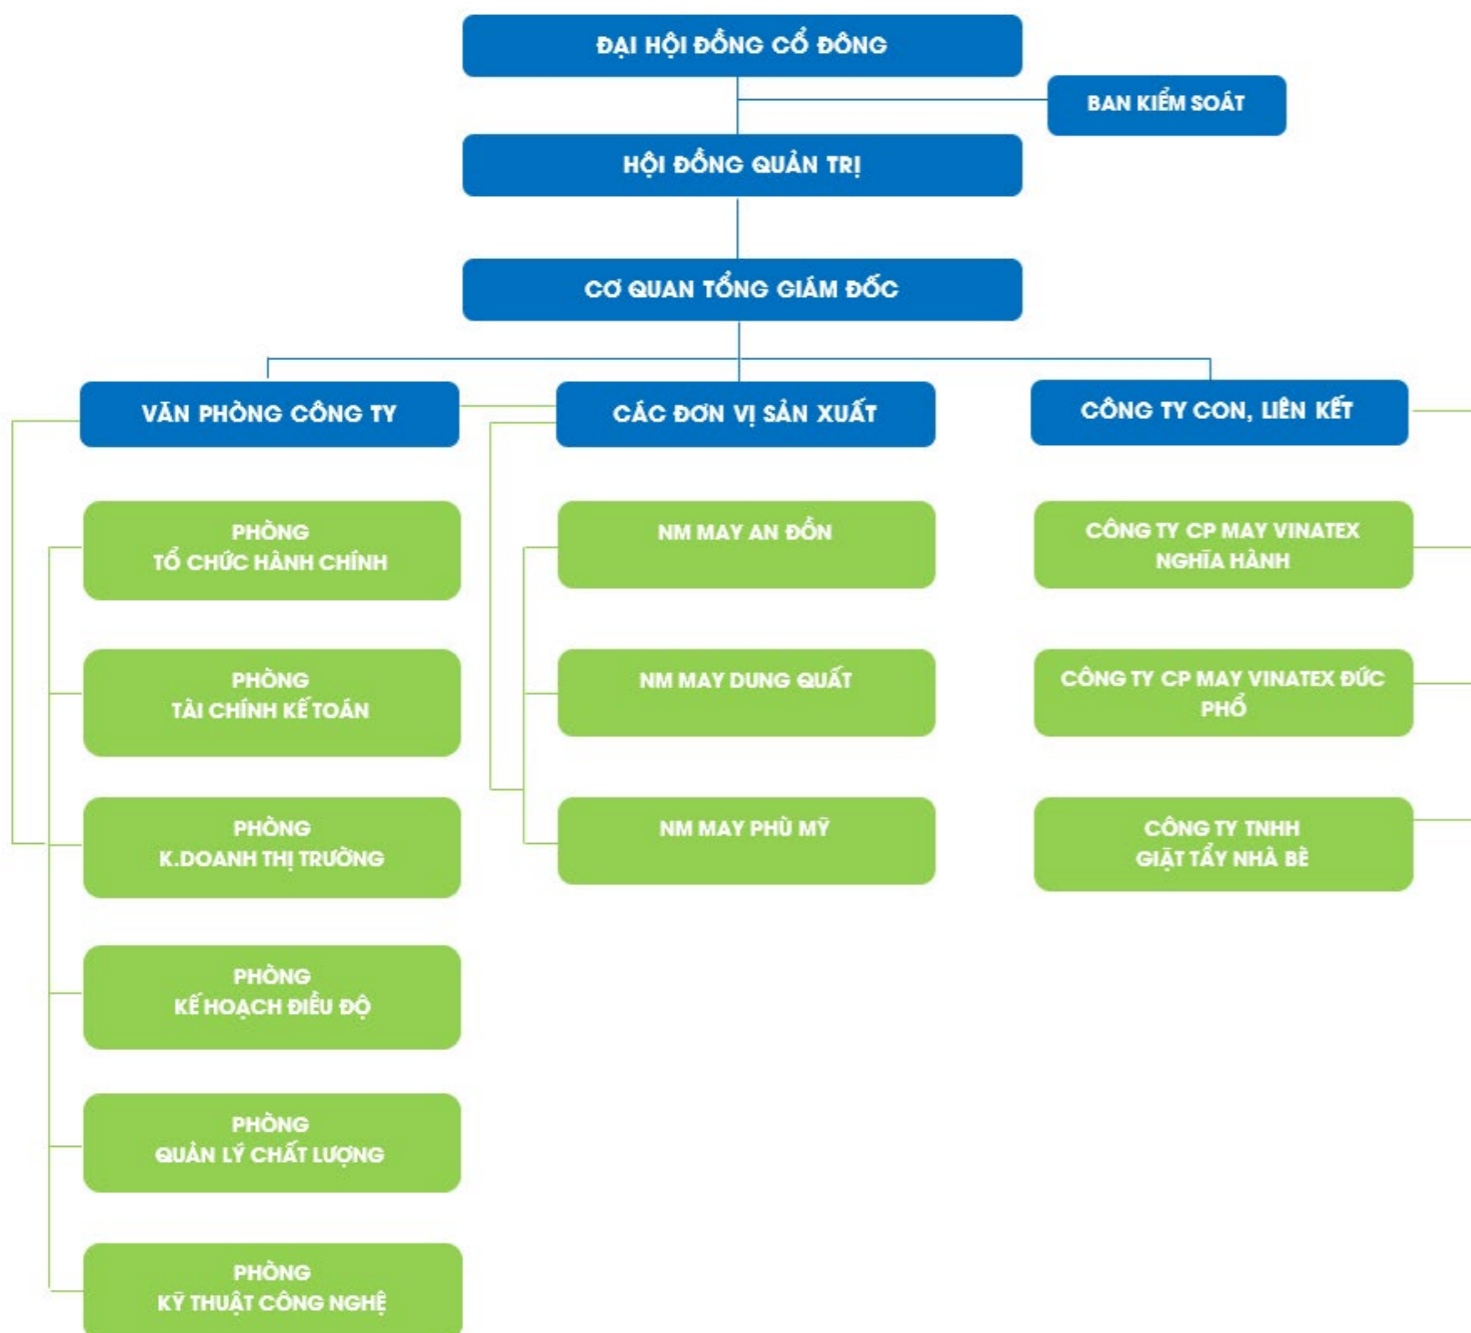 ĐẠI HỘI ĐỒNG CỔ ĐÔNG
BAN KIỂM SOÁT
HỘI ĐỒNG QUẢN TRỊ
CƠ QUAN TỔNG GIÁM ĐỐC
VĂN PHÒNG CÔNG TY
CÁC ĐƠN VỊ SẢN XUẤT
CÔNG TY CON, LIÊN KẾT
PHÒNG
TỔ CHỨC HÀNH CHÍNH
NM MAY AN ĐỒN
CÔNG TY CP MAY VINATEX
NGHĨA HÀNH
PHÒNG
TÀI CHÍNH KẾ TOÁN
NM MAY DUNG QUẤT
CÔNG TY CP MAY VINATEX ĐỨC
PHỔ
PHÒNG
K.DOANH THỊ TRƯỜNG
NM MAY PHÙ MỸ
CÔNG TY TNHH
GIẶT TẨY NHÀ BÈ
PHÒNG
KẾ HOẠCH ĐIỀU ĐỘ
PHÒNG
QUẢN LÝ CHẤT LƯỢNG
PHÒNG
KỸ THUẬT CÔNG NGHỆ